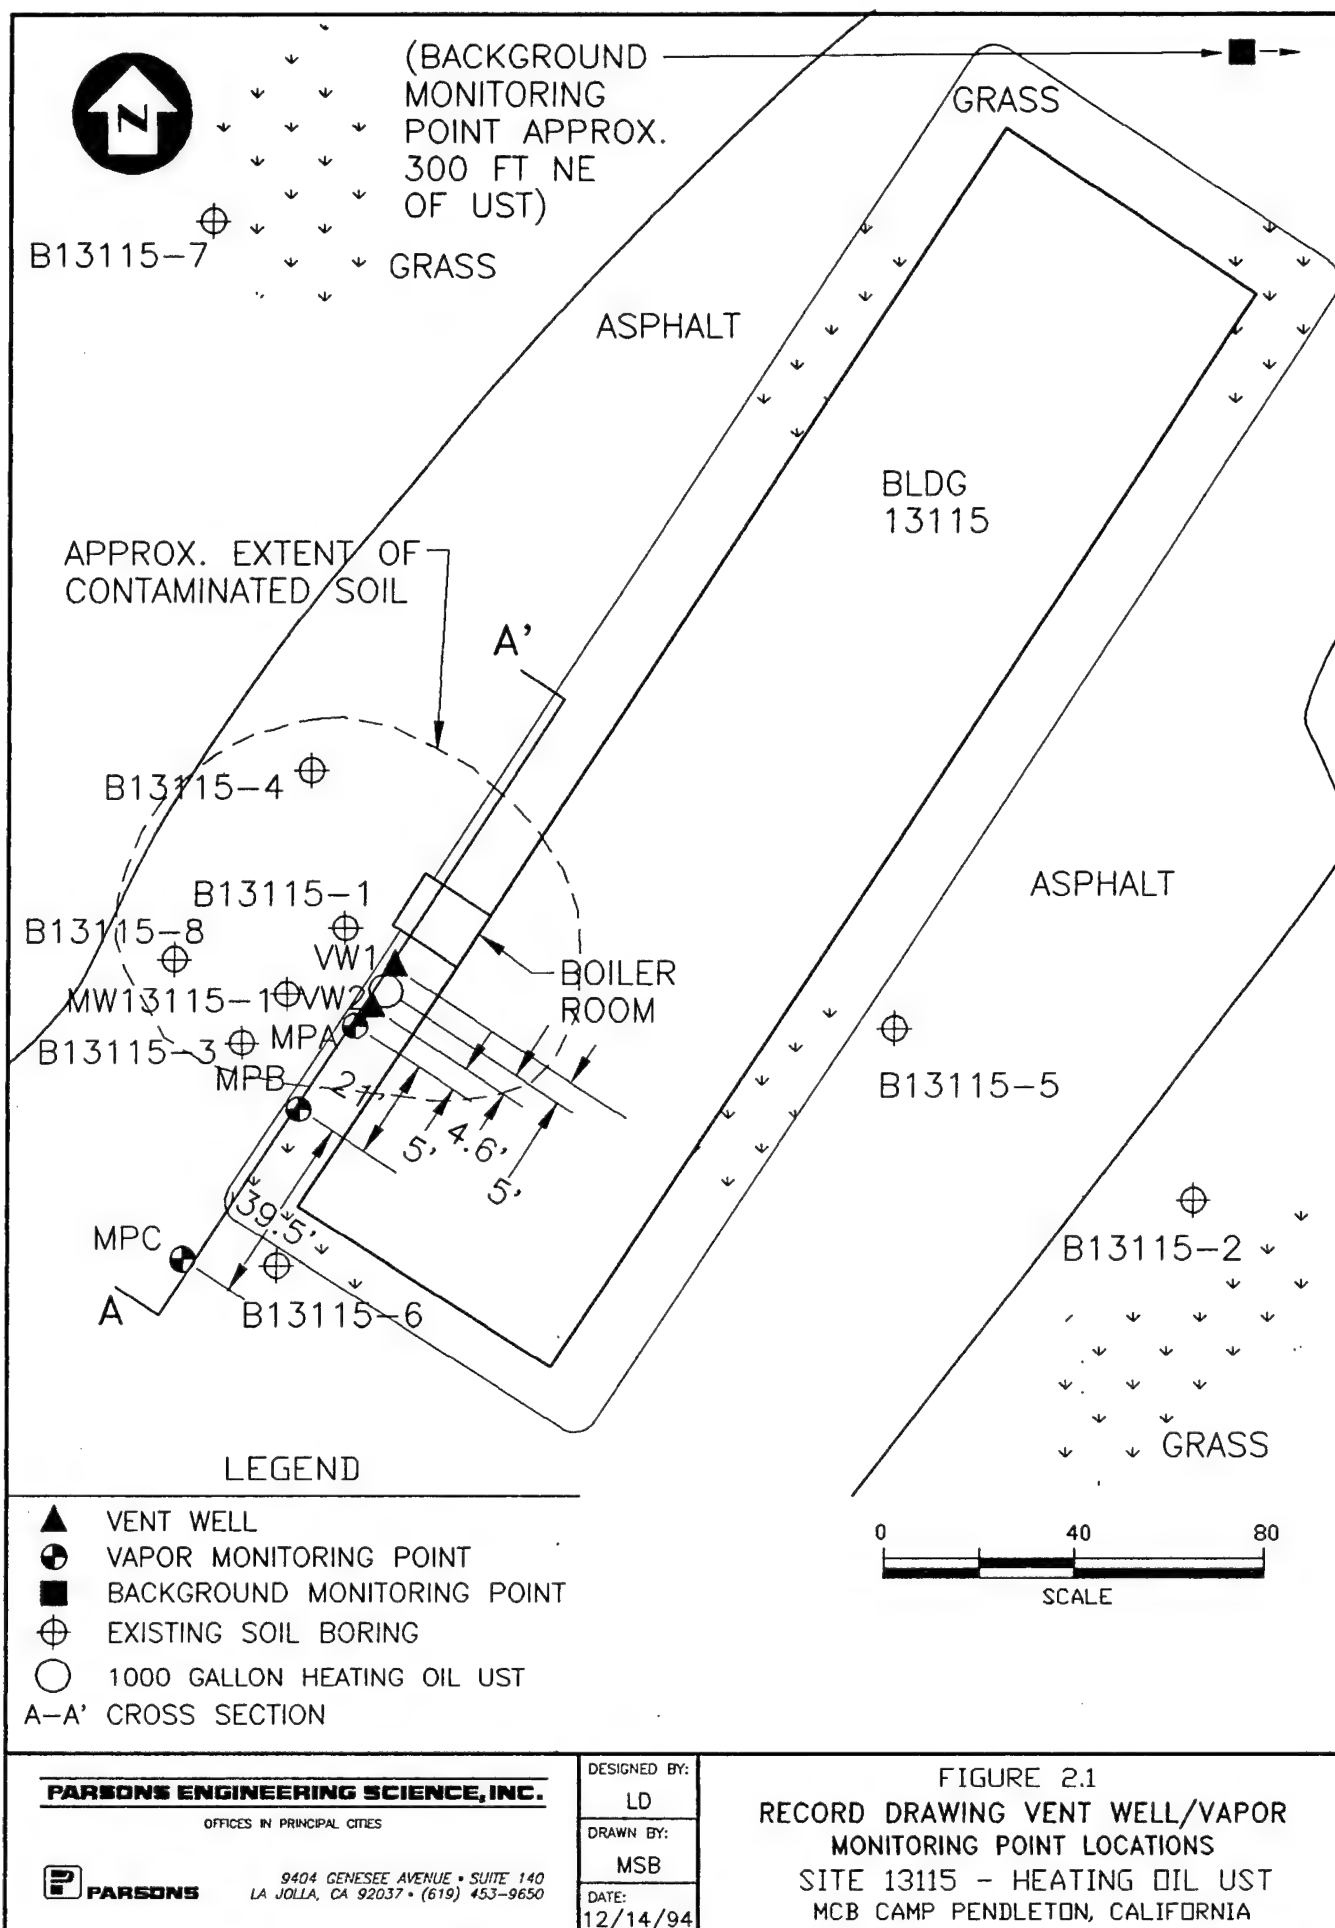 N
(BACKGROUND
MONITORING
POINT APPROX.
300 FT NE
OF UST)
GRASS
B13115-7
GRASS
ASPHALT
BLDG
13115
APPROX. EXTENT OF
CONTAMINATED SOIL
A'
B13115-4
ASPHALT
B13115-1
B13115-8
VW1
BOILER
ROOM
MW13115-1
VW2
MPA
B13115-3
MPB
B13115-5
5'
4.6'
5'
39.5'
MPC
B13115-2
A
B13115-6
GRASS
LEGEND
VENT WELL
VAPOR MONITORING POINT
BACKGROUND MONITORING POINT
EXISTING SOIL BORING
1000 GALLON HEATING OIL UST
A-A' CROSS SECTION
0 40 80
SCALE
PARSONS ENGINEERING SCIENCE, INC.
OFFICES IN PRINCIPAL CITIES
PARSONS
9404 GENESEE AVENUE • SUITE 140
LA JOLLA, CA 92037 • (619) 453-9650
DESIGNED BY:
LD
DRAWN BY:
MSB
DATE:
12/14/94
FIGURE 2.1
RECORD DRAWING VENT WELL/VAPOR
MONITORING POINT LOCATIONS
SITE 13115 - HEATING OIL UST
MCB CAMP PENDLETON, CALIFORNIA